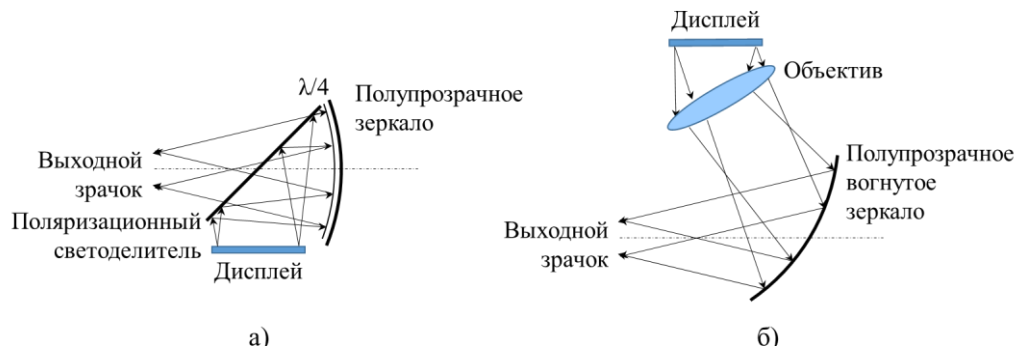 λ/4
Полупрозрачное
зеркало
Выходной
зрачок
Поляризационный
светоделитель
Дисплей
а)
Дисплей
Объектив
Полупрозрачное
вогнутое
зеркало
Выходной
зрачок
б)